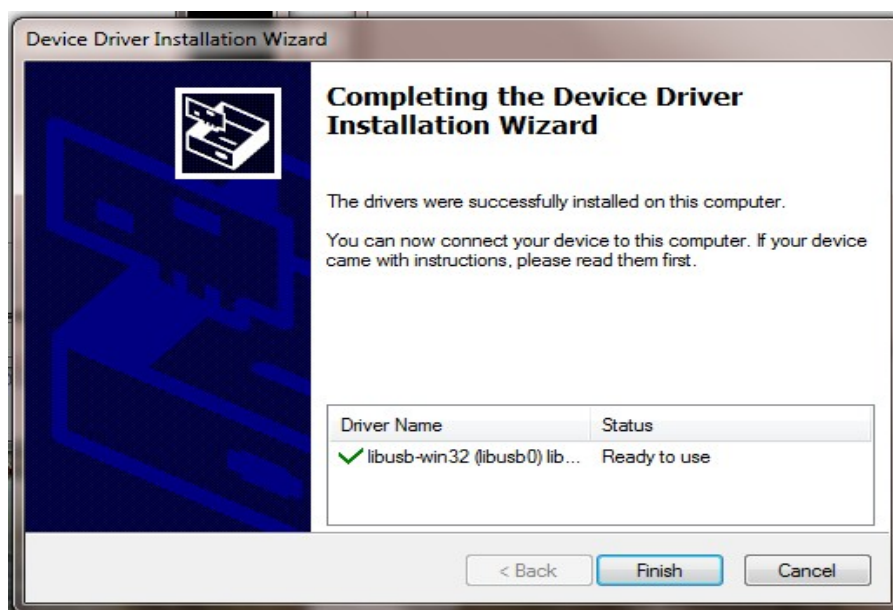 Device Driver Installation Wizard
Completing the Device Driver
Installation Wizard
The drivers were successfully installed on this computer.
You can now connect your device to this computer. If your device
came with instructions, please read them first.
Driver Name Status
libusb-win32 (libusb0) lib... Ready to use
< Back Finish Cancel